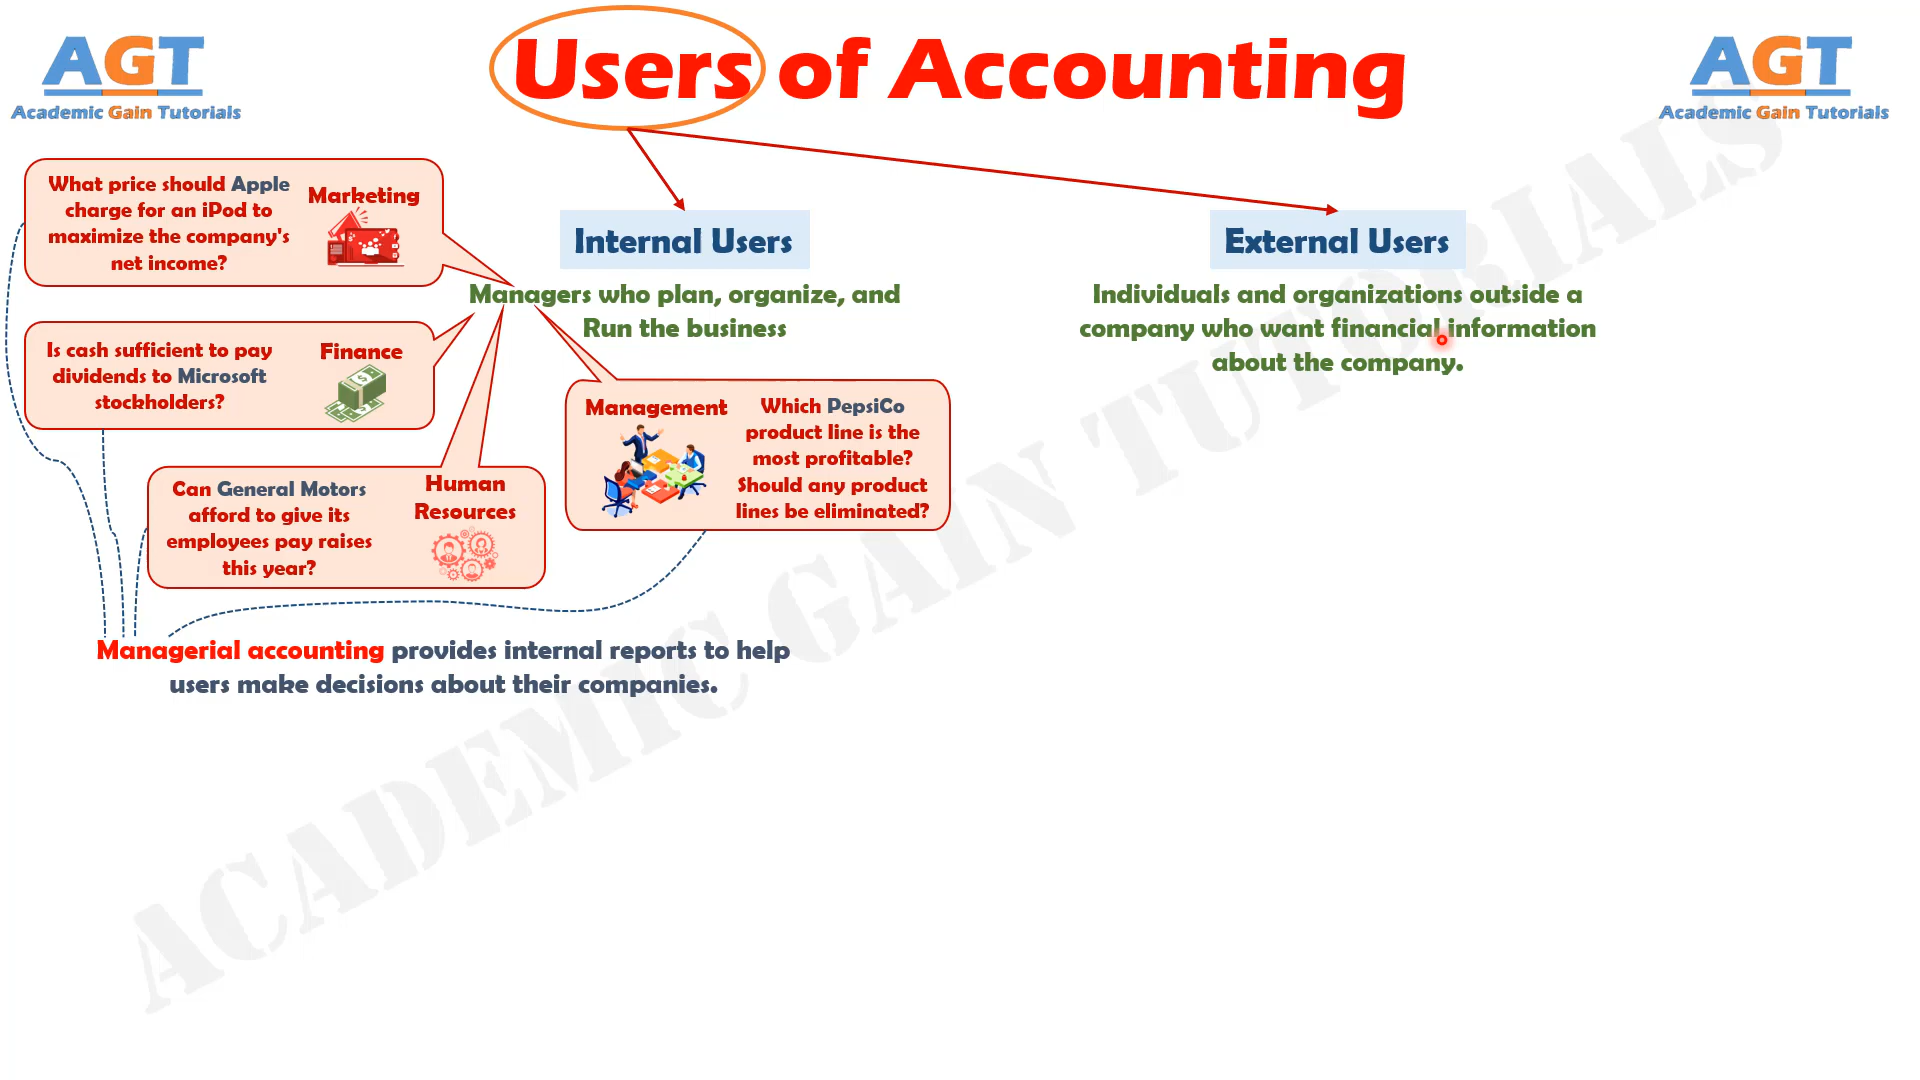 AGT
Academic Gain Tutorials
Users of Accounting
AGT
Academic Gain Tutorials
What price should Apple
charge for an iPod to
maximize the company's
net income?
Marketing
Internal Users
Managers who plan, organize, and
Run the business
External Users
Individuals and organizations outside a
company who want financial information
about the company.
Is cash sufficient to pay
dividends to Microsoft
stockholders?
Finance
Management
Which PepsiCo
product line is the
most profitable?
Should any product
lines be eliminated?
Can General Motors
afford to give its
employees pay raises
this year?
Human
Resources
Managerial accounting provides internal reports to help
users make decisions about their companies.
ACADEMIC GAIN TUTORIALS